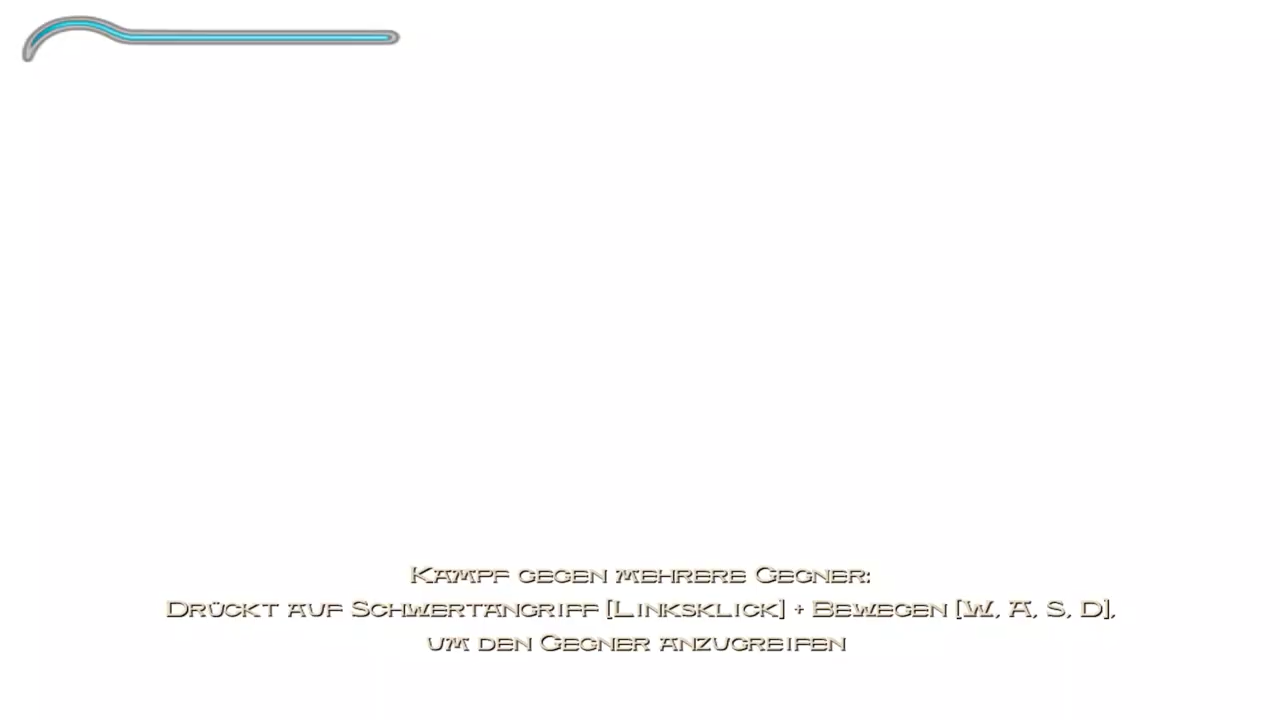 Kampf gegen mehrere Gegner:
Drückt auf Schwertangriff [Linksklick] + Bewegen [W, A, S, D],
um den Gegner anzugreifen